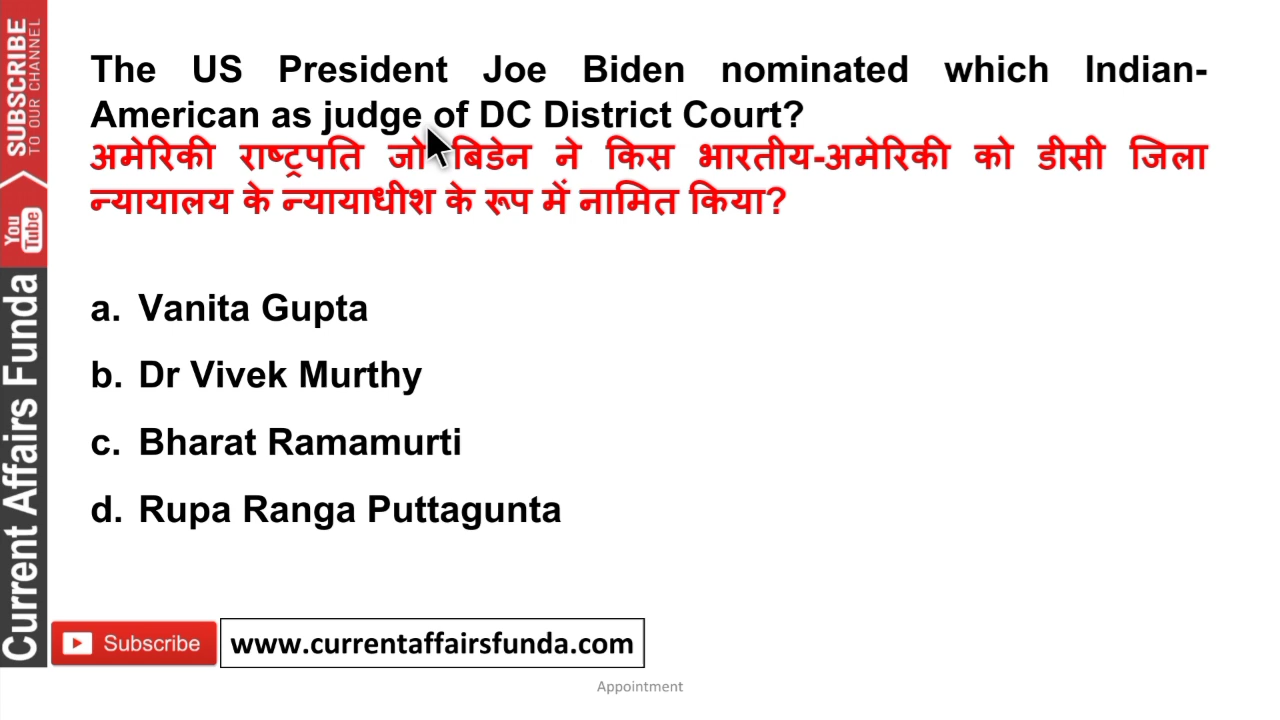 The US President Joe Biden nominated which Indian-
American as judge of DC District Court?
अमेरिकी राष्ट्रपति जो बिडेन ने किस भारतीय-अमेरिकी को डीसी जिला
न्यायालय के न्यायाधीश के रूप में नामित किया?
a. Vanita Gupta
b. Dr Vivek Murthy
c. Bharat Ramamurti
d. Rupa Ranga Puttagunta
SUBSCRIBE
TO OUR CHANNEL
You
Tube
Current Affairs Funda
Subscribe
www.currentaffairsfunda.com
Appointment